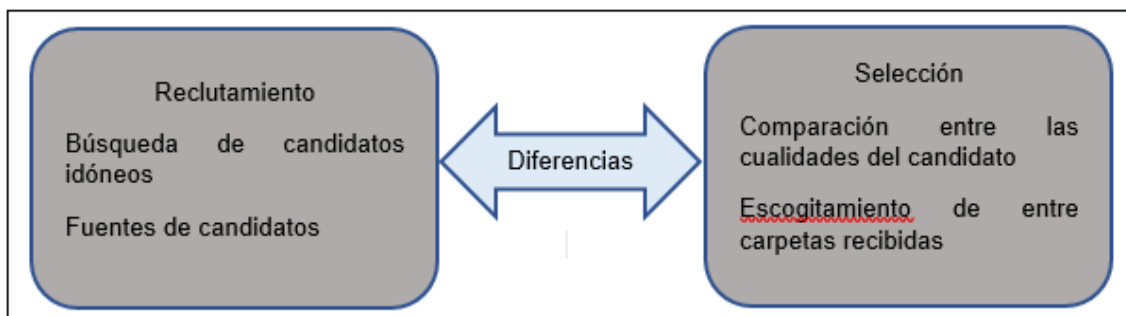 Reclutamiento
Búsqueda de candidatos
idóneos
Fuentes de candidatos
Diferencias
Selección
Comparación entre las
cualidades del candidato
Escogitamiento de entre
carpetas recibidas